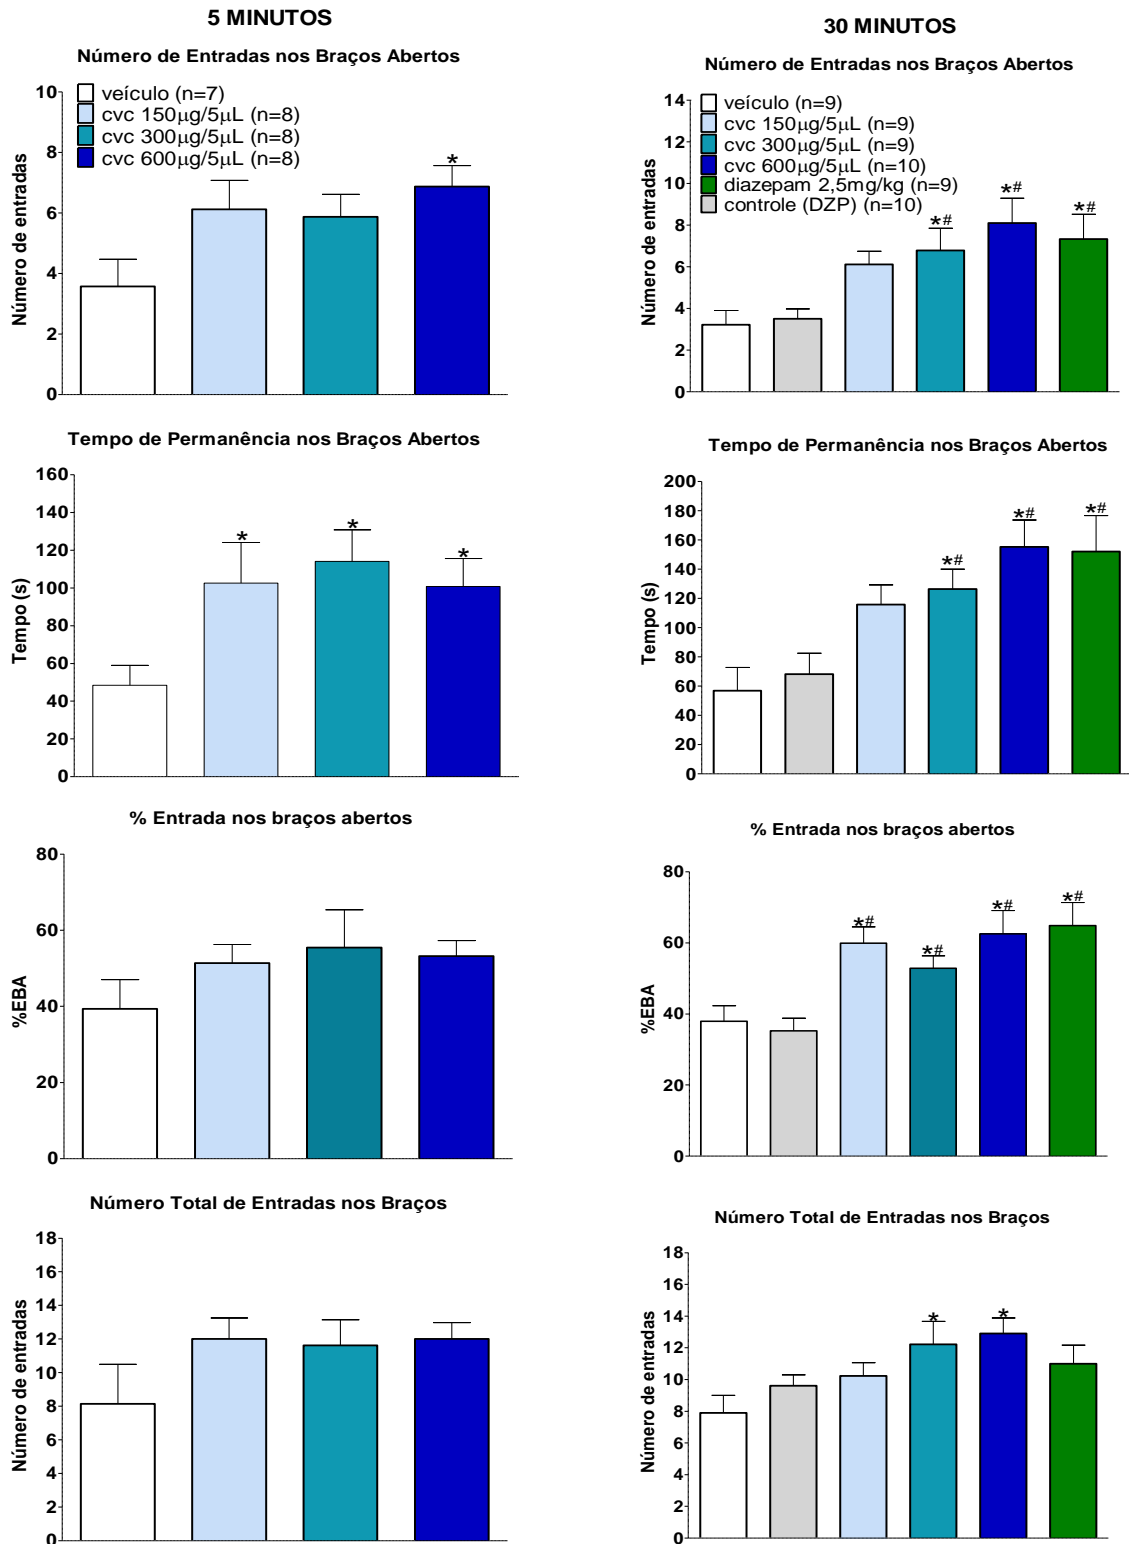 5 MINUTOS
Número de Entradas nos Braços Abertos
10
8
6
4
2
0
Número de entradas
veículo (n=7)
cvc 150µg/5µL (n=8)
cvc 300µg/5µL (n=8)
cvc 600µg/5µL (n=8)
*
Tempo de Permanência nos Braços Abertos
160
140
120
100
80
60
40
20
0
Tempo (s)
*
*
*
% Entrada nos braços abertos
80
60
40
20
0
%EBA
Número Total de Entradas nos Braços
18
16
14
12
10
8
6
4
2
0
Número de entradas
30 MINUTOS
Número de Entradas nos Braços Abertos
14
12
10
8
6
4
2
0
Número de entradas
veículo (n=9)
cvc 150µg/5µL (n=9)
cvc 300µg/5µL (n=9)
cvc 600µg/5µL (n=10)
diazepam 2,5mg/kg (n=9)
controle (DZP) (n=10)
*#
*#
*#
Tempo de Permanência nos Braços Abertos
200
180
160
140
120
100
80
60
40
20
0
Tempo (s)
*#
*#
*#
% Entrada nos braços abertos
80
60
40
20
0
%EBA
*#
*#
*#
*#
Número Total de Entradas nos Braços
18
16
14
12
10
8
6
4
2
0
Número de entradas
*
*